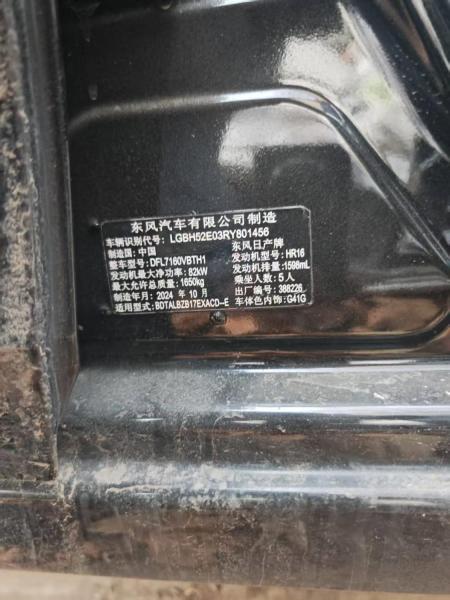 东风汽车有限公司制造
车辆识别代号: LGBH52E03RY801456
制造国: 中国 东风日产牌
整车型号: DFL7160VBTH1 发动机型号: HR16
发动机最大净功率: 82kW 发动机排量: 1598mL
最大允许总质量: 1650kg 乘坐人数: 5人
制造年月: 2024年10月 出厂编号: 388226
适用型式: BDTALBZB17EXACD-E 车体色内饰: G41G